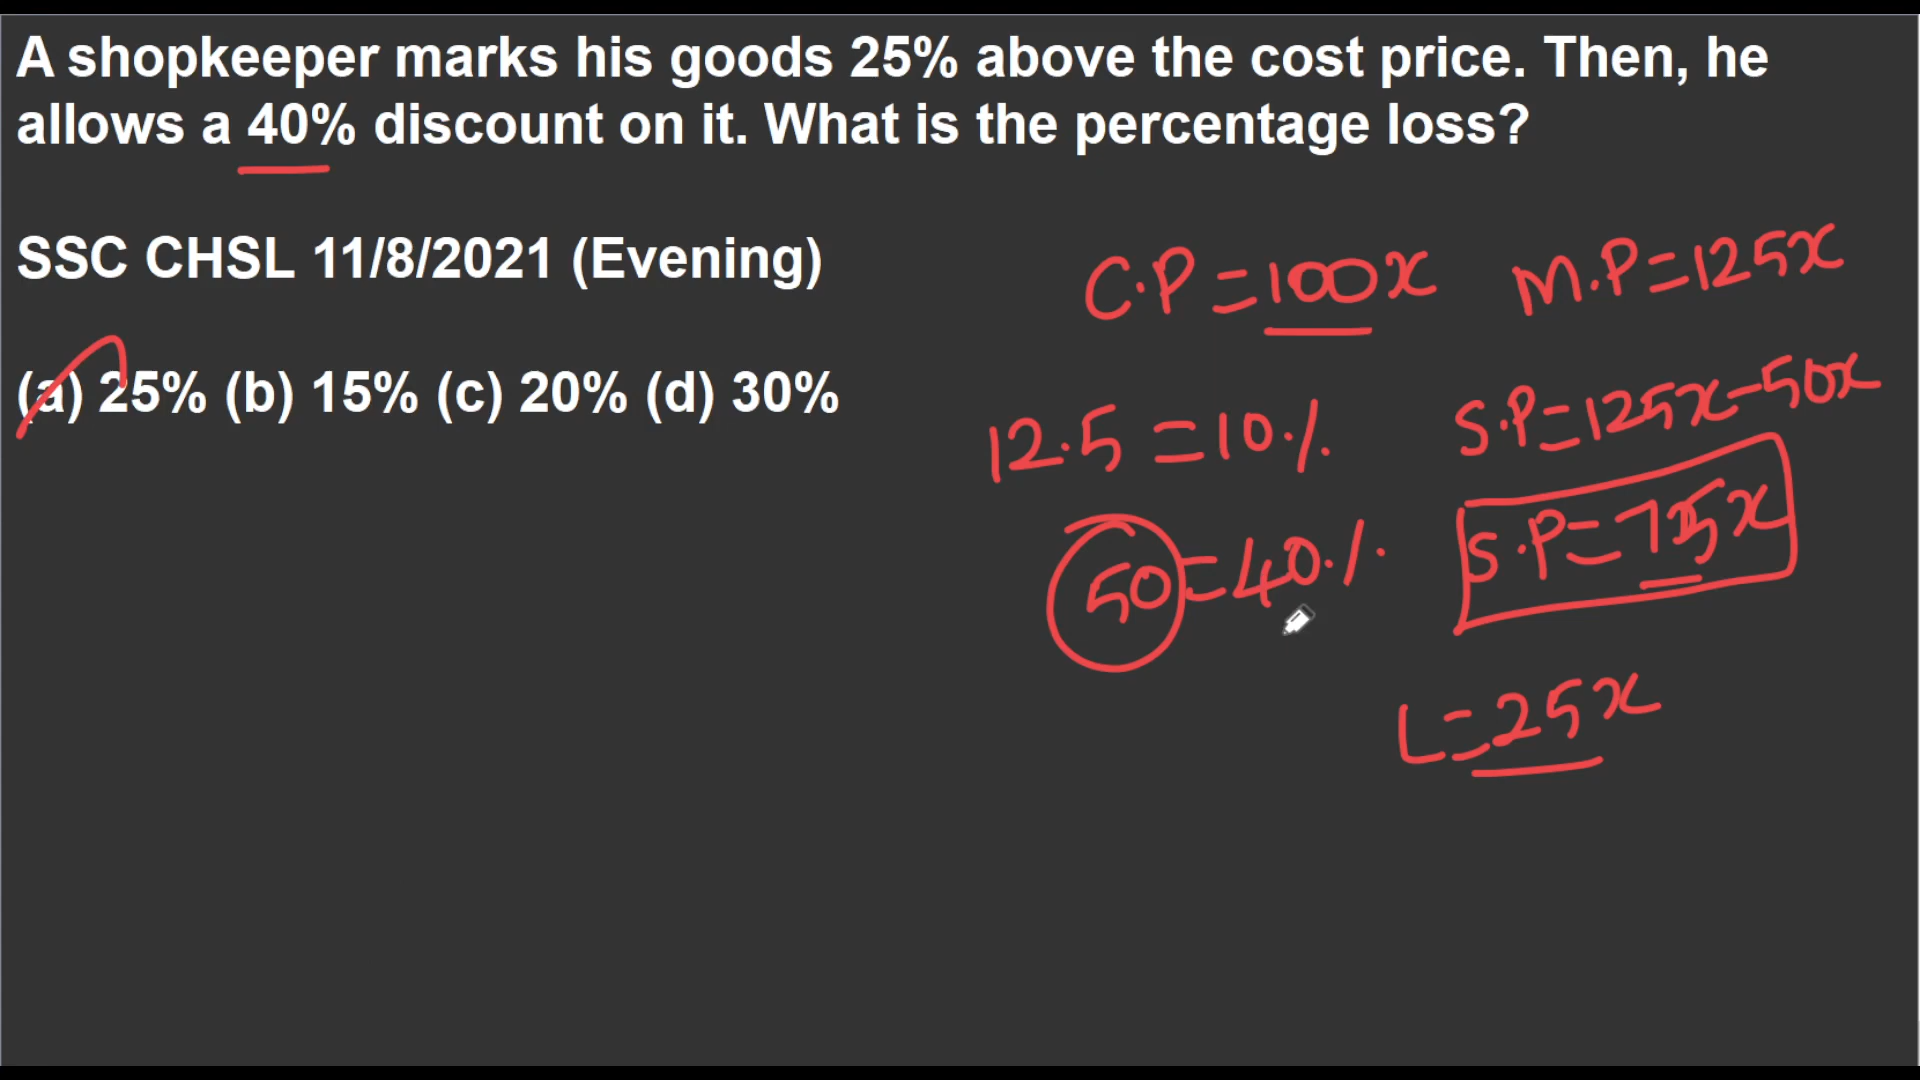 A shopkeeper marks his goods 25% above the cost price. Then, he
allows a 40% discount on it. What is the percentage loss?
SSC CHSL 11/8/2021 (Evening)
(a) 25% (b) 15% (c) 20% (d) 30%
C.P=100x M.P=125x
12.5=10%
S.P=125x-50x
50=40%
S.P=75x
L=25x